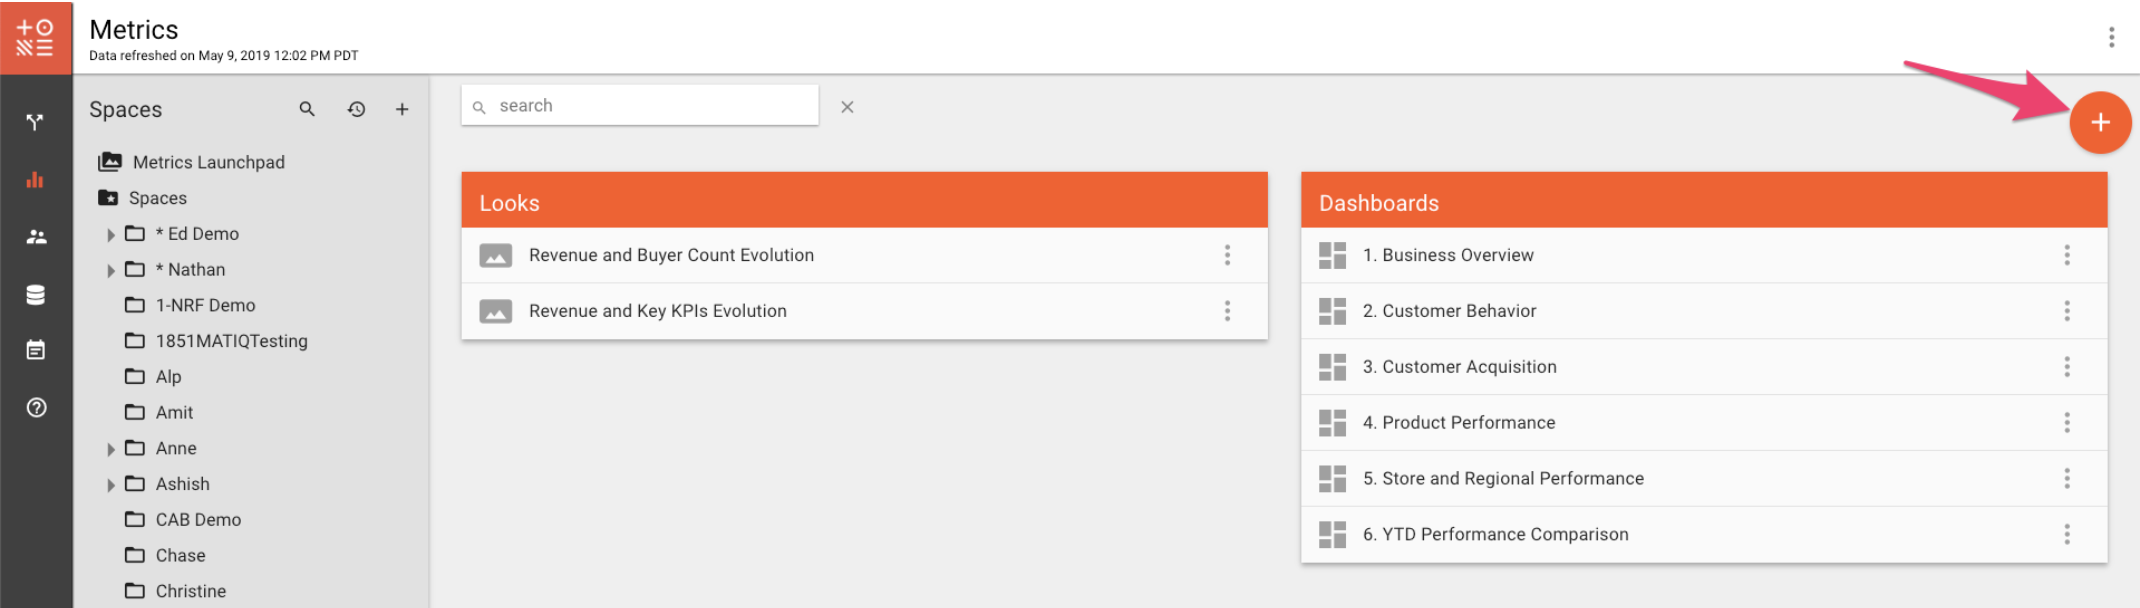 Metrics
Data refreshed on May 9, 2019 12:02 PM PDT
Spaces
Metrics Launchpad
Spaces
* Ed Demo
* Nathan
1-NRF Demo
1851MATIQTesting
Alp
Amit
Anne
Ashish
CAB Demo
Chase
Christine
search
Looks
Revenue and Buyer Count Evolution
Revenue and Key KPIs Evolution
Dashboards
1. Business Overview
2. Customer Behavior
3. Customer Acquisition
4. Product Performance
5. Store and Regional Performance
6. YTD Performance Comparison